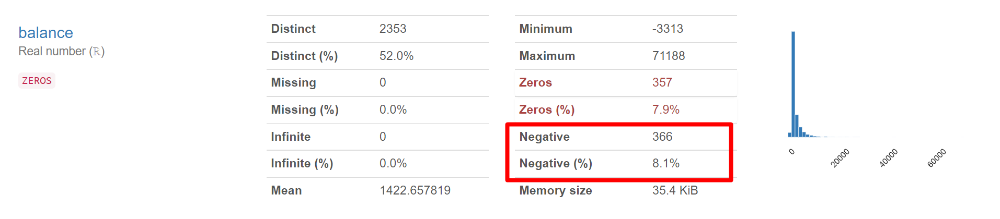 balance
Real number (ℝ)
ZEROS
Distinct 2353
Distinct (%) 52.0%
Missing 0
Missing (%) 0.0%
Infinite 0
Infinite (%) 0.0%
Mean 1422.657819
Minimum -3313
Maximum 71188
Zeros 357
Zeros (%) 7.9%
Negative 366
Negative (%) 8.1%
Memory size 35.4 KiB
0
20000
40000
60000